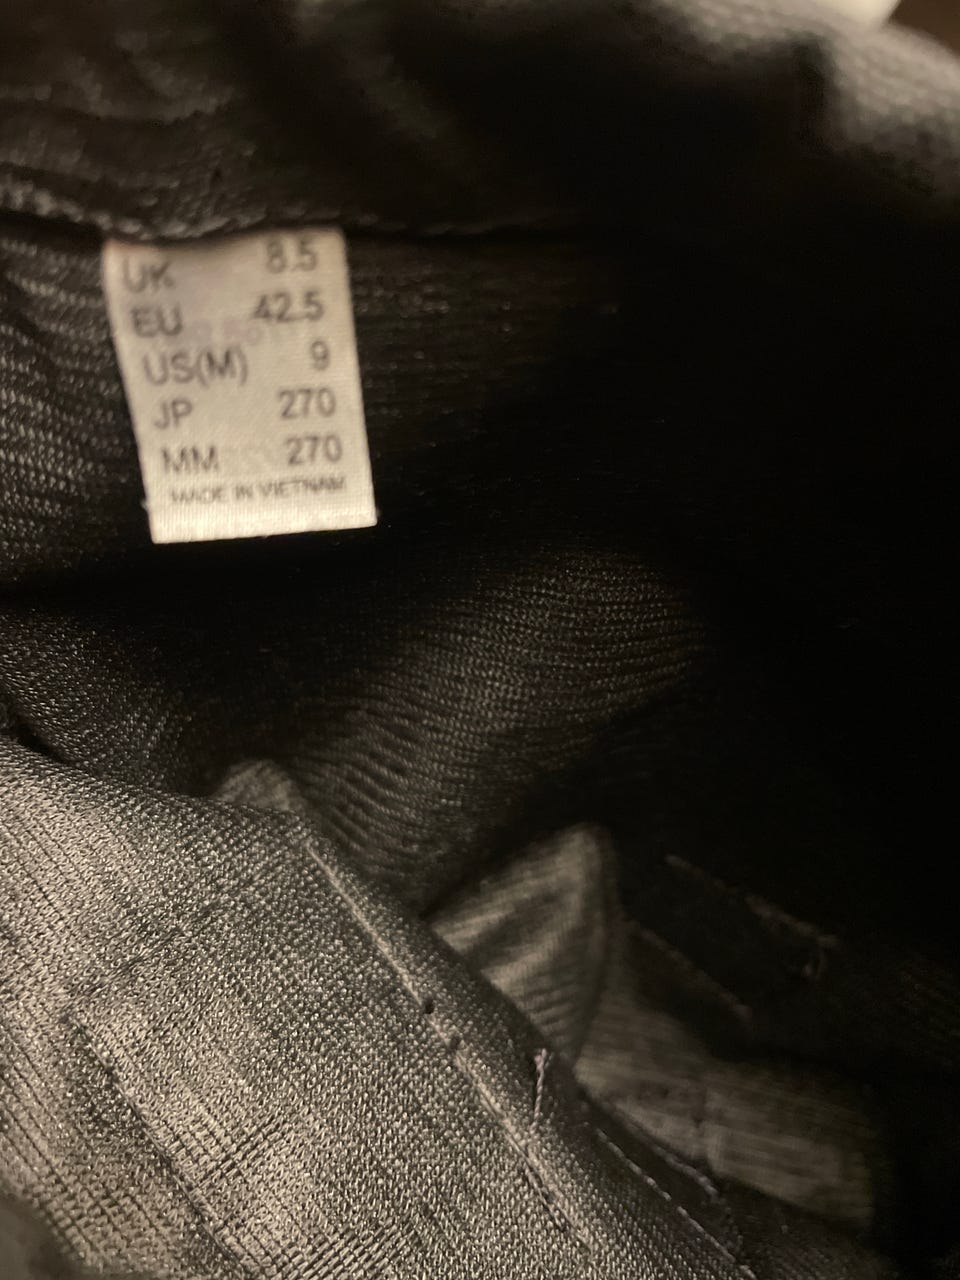 UK 8.5
EU 42.5
US(M) 9
JP 270
MM 270
MADE IN VIETNAM